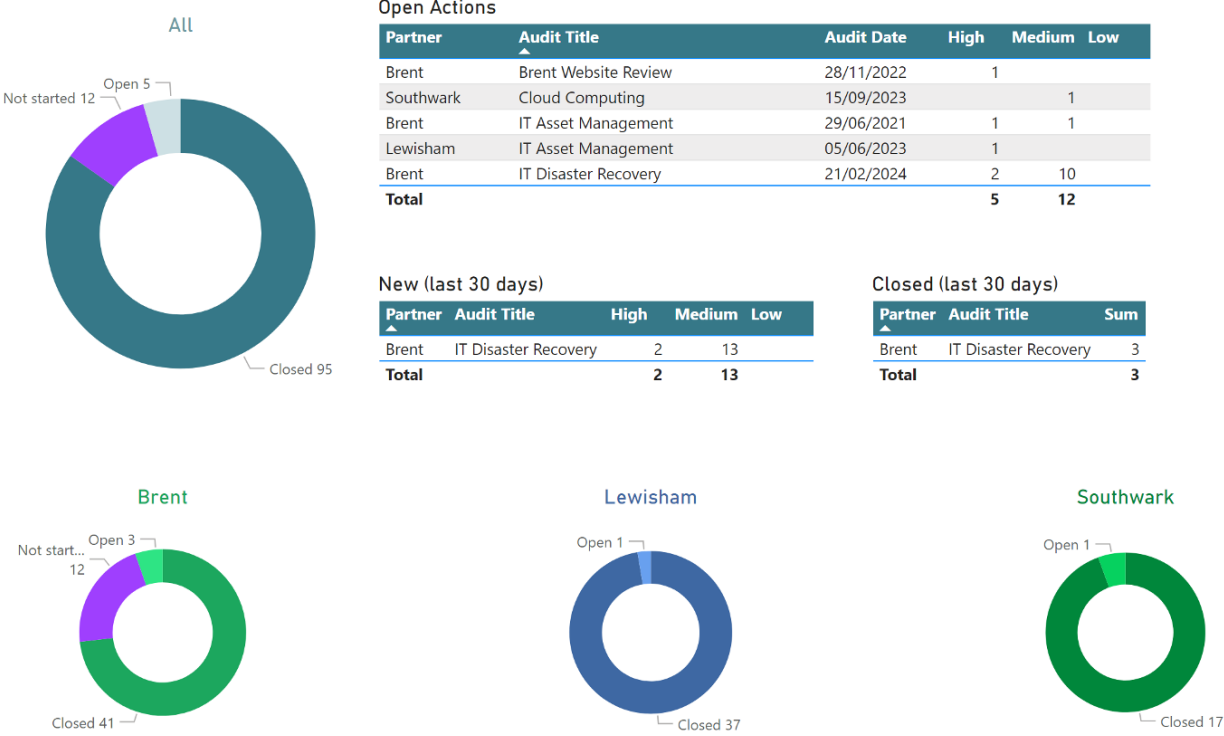 All
Open 5
Not started 12
Closed 95
Open Actions
Partner Audit Title Audit Date High Medium Low
Brent Brent Website Review 28/11/2022 1
Southwark Cloud Computing 15/09/2023 1
Brent IT Asset Management 29/06/2021 1 1
Lewisham IT Asset Management 05/06/2023 1
Brent IT Disaster Recovery 21/02/2024 2 10
Total 5 12
New (last 30 days)
Partner Audit Title High Medium Low
Brent IT Disaster Recovery 2 13
Total 2 13
Closed (last 30 days)
Partner Audit Title Sum
Brent IT Disaster Recovery 3
Total 3
Brent
Open 3
Not start...
12
Closed 41
Lewisham
Open 1
Closed 37
Southwark
Open 1
Closed 17